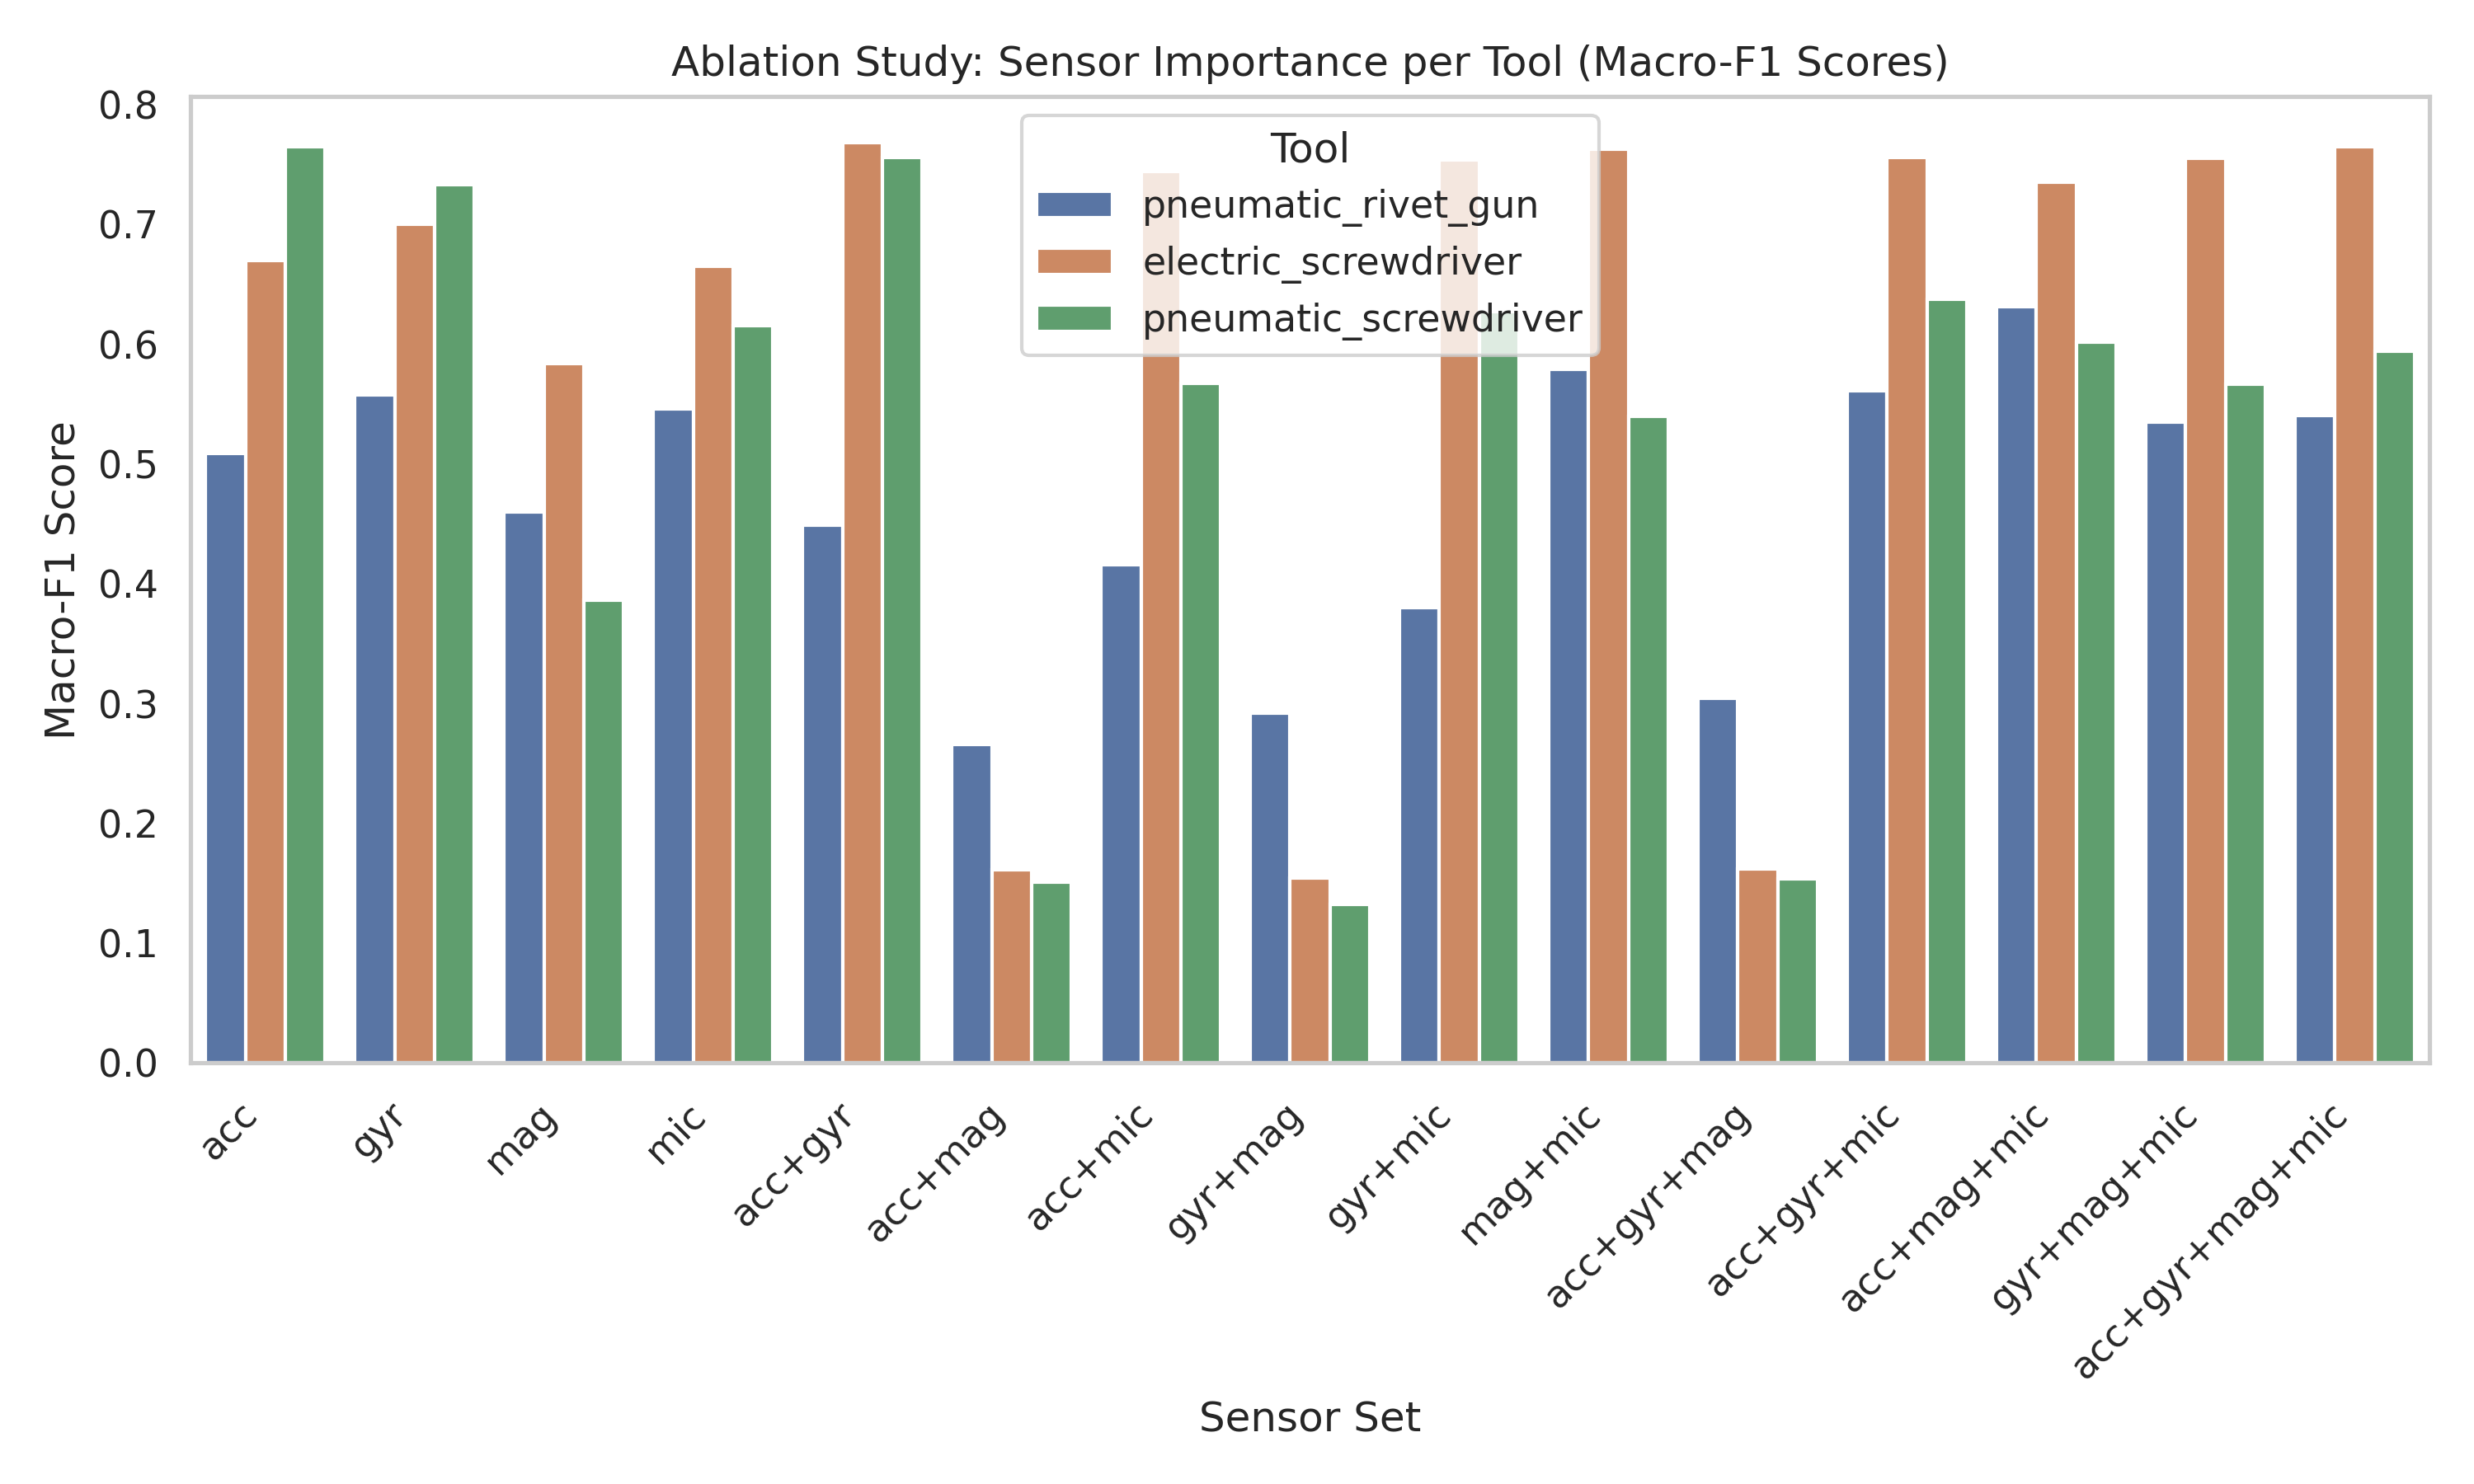 Ablation Study: Sensor Importance per Tool (Macro-F1 Scores)
Tool
pneumatic_rivet_gun
electric_screwdriver
pneumatic_screwdriver
Macro-F1 Score
0.8
0.7
0.6
0.5
0.4
0.3
0.2
0.1
0.0
acc
gyr
mag
mic
acc+gyr
acc+mag
acc+mic
gyr+mag
gyr+mic
mag+mic
acc+gyr+mag
acc+gyr+mic
acc+mag+mic
gyr+mag+mic
acc+gyr+mag+mic
Sensor Set